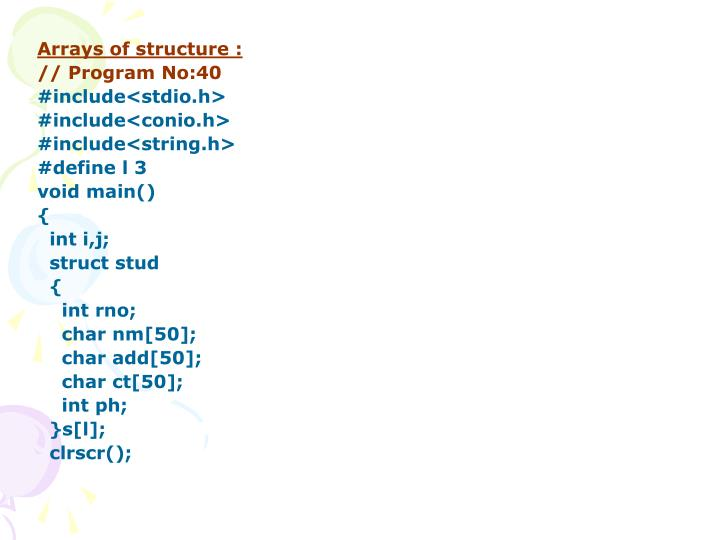 Arrays of structure :
// Program No:40
#include<stdio.h>
#include<conio.h>
#include<string.h>
#define l 3
void main()
{
int i,j;
struct stud
{
int rno;
char nm[50];
char add[50];
char ct[50];
int ph;
}s[l];
clrscr();